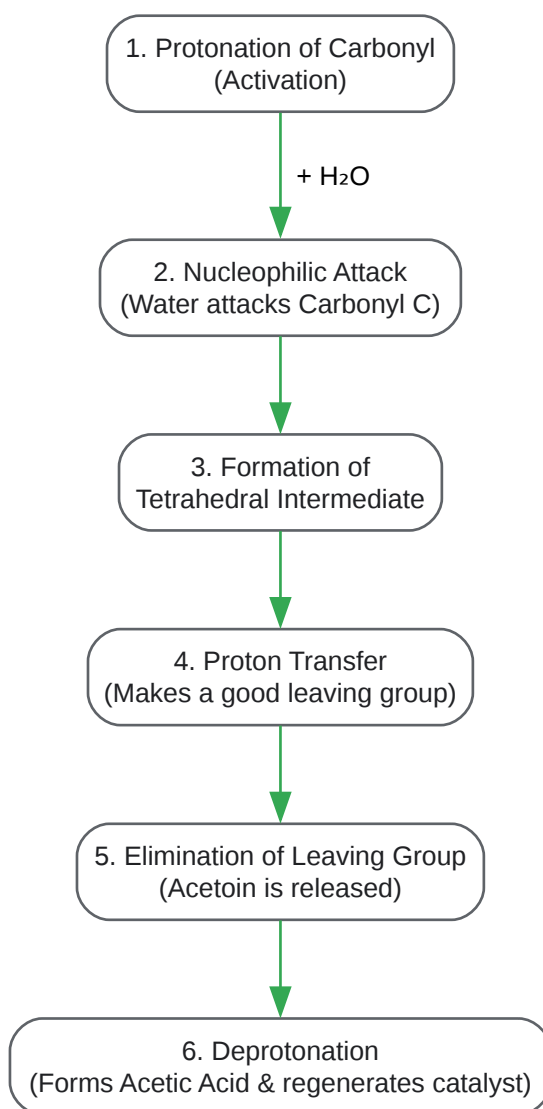 1. Protonation of Carbonyl
(Activation)
+ H₂O
2. Nucleophilic Attack
(Water attacks Carbonyl C)
3. Formation of
Tetrahedral Intermediate
4. Proton Transfer
(Makes a good leaving group)
5. Elimination of Leaving Group
(Acetoin is released)
6. Deprotonation
(Forms Acetic Acid & regenerates catalyst)